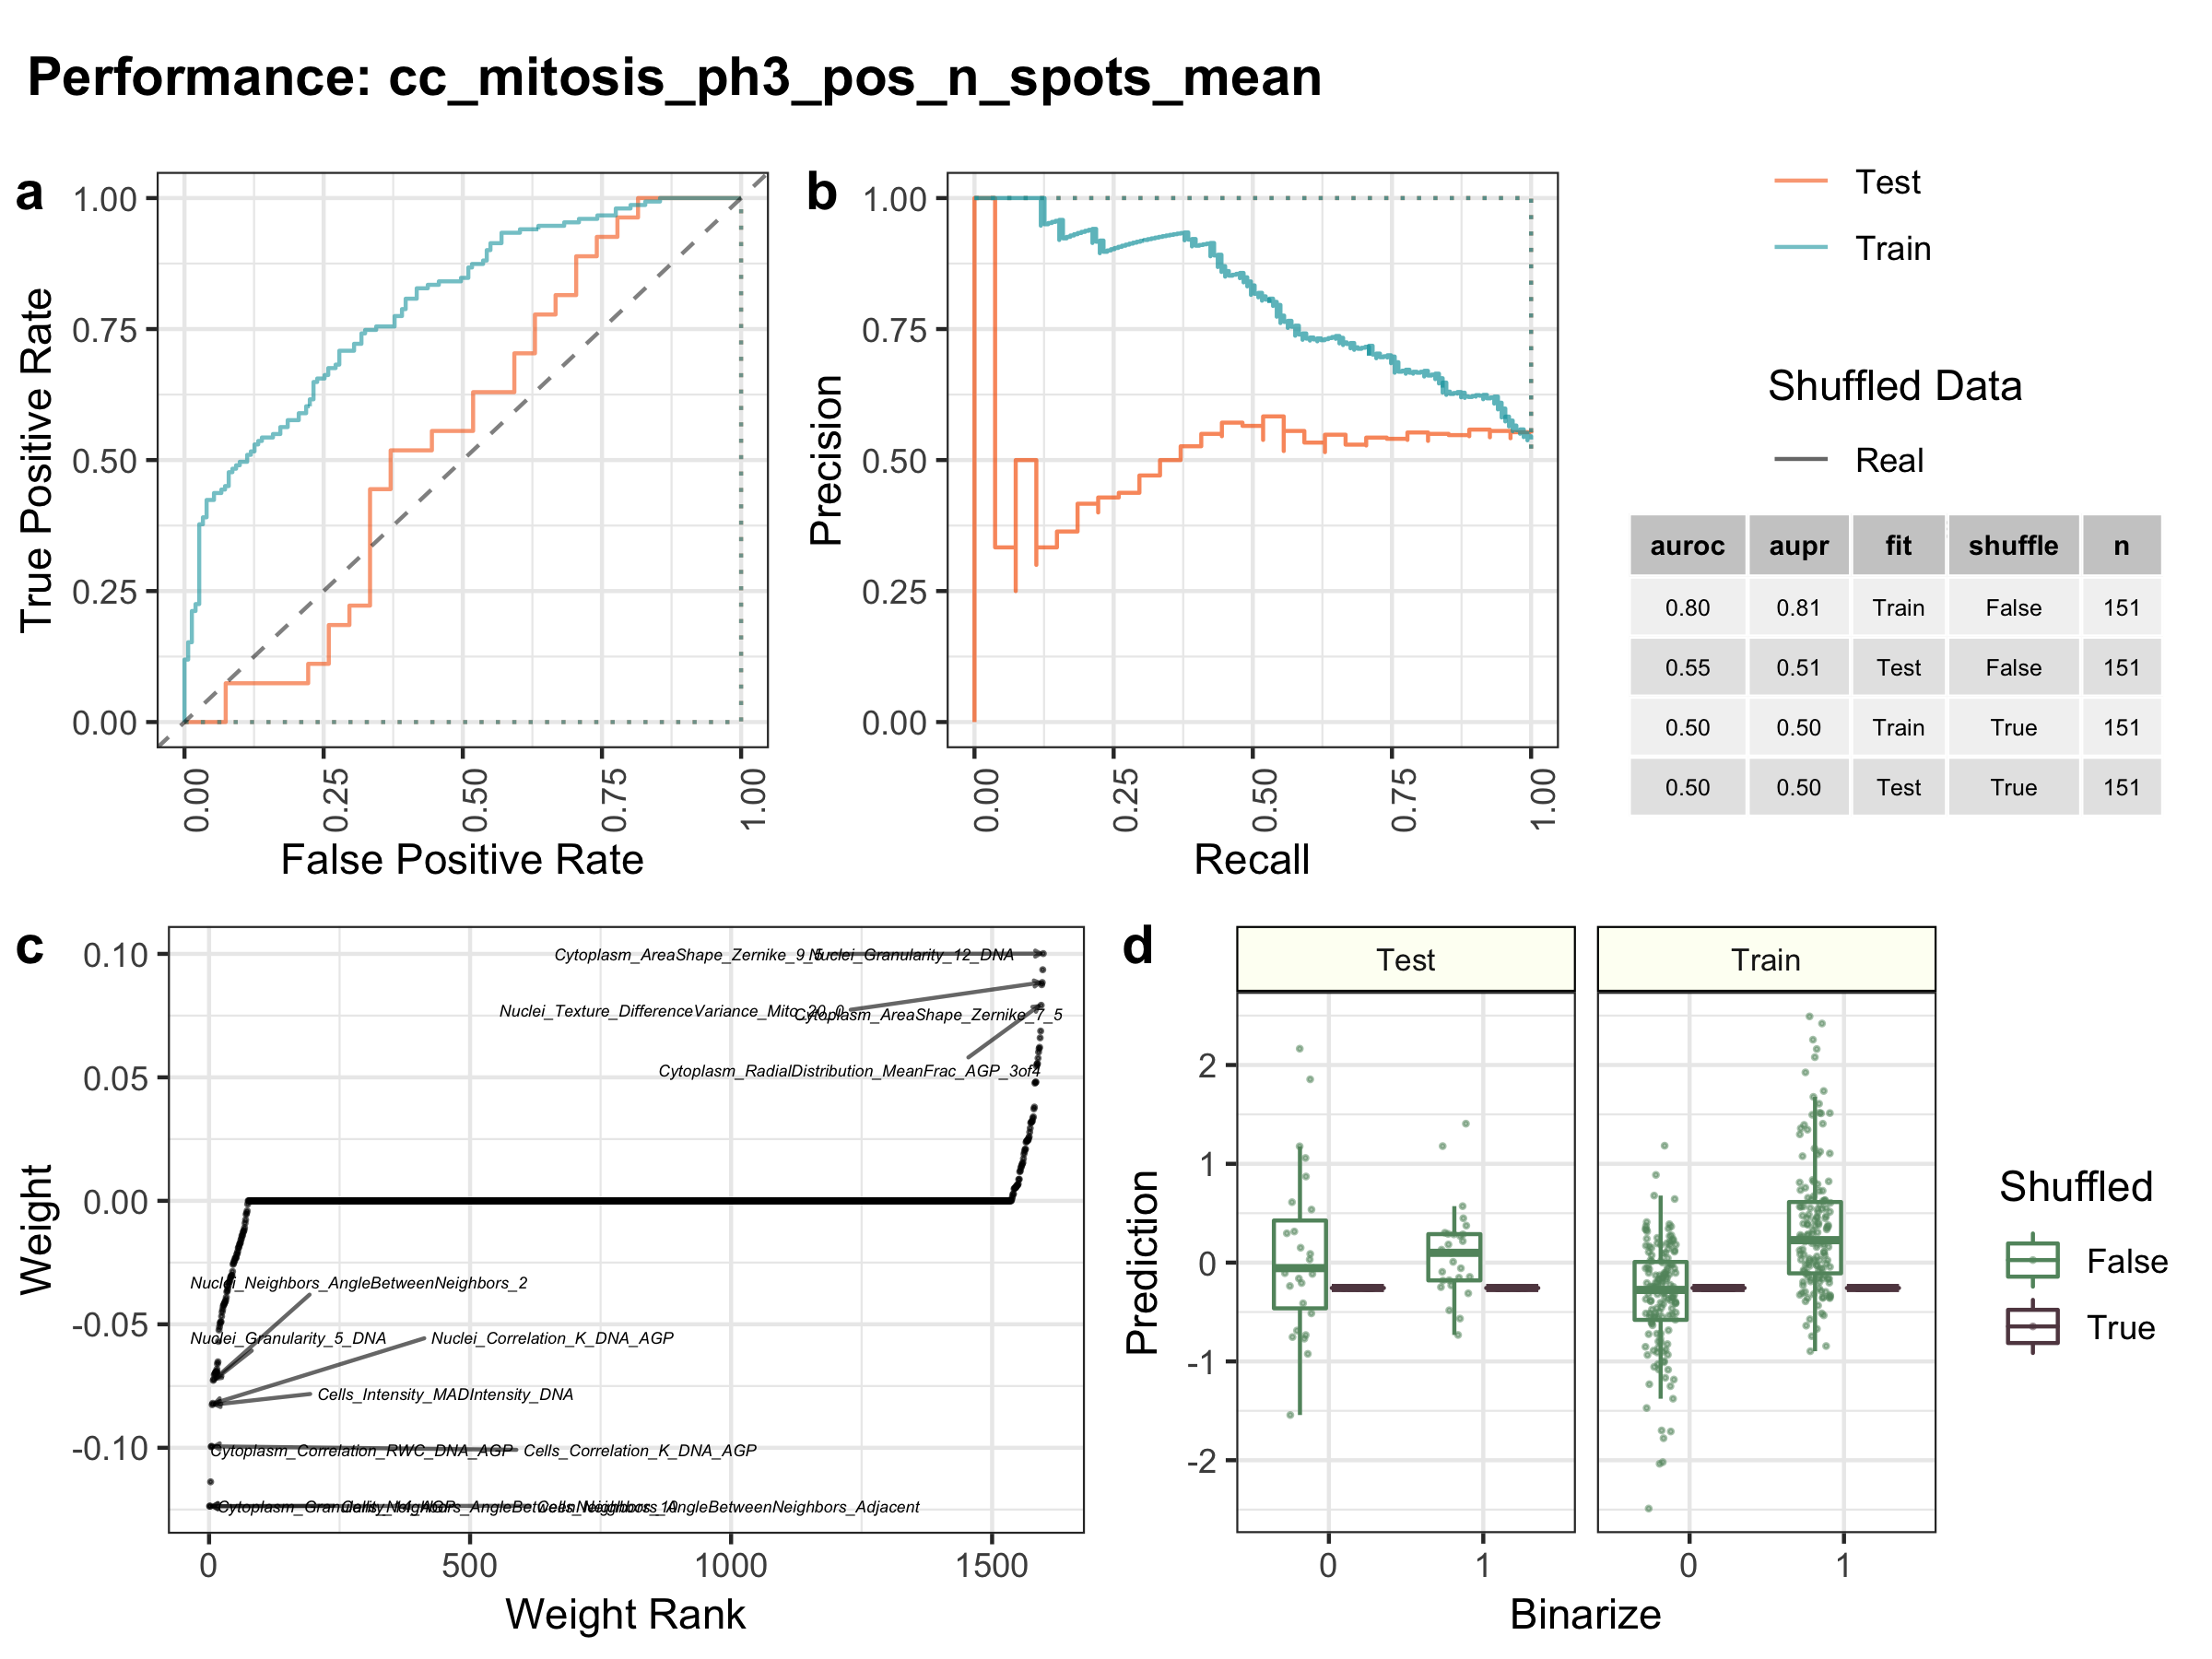 Performance: cc_mitosis_ph3_pos_n_spots_mean
a
1.00
0.75
0.50
0.25
0.00
True Positive Rate
0.00 0.25 0.50 0.75 1.00
False Positive Rate
b
1.00
0.75
0.50
0.25
0.00
Precision
0.00 0.25 0.50 0.75 1.00
Recall
Test
Train
Shuffled Data
Real
auroc aupr fit shuffle n
0.80 0.81 Train False 151
0.55 0.51 Test False 151
0.50 0.50 Train True 151
0.50 0.50 Test True 151
c
0.10
0.05
0.00
-0.05
-0.10
Weight
Cytoplasm_AreaShape_Zernike_9_5
Nuclei_Granularity_12_DNA
Nuclei_Texture_DifferenceVariance_Mito_20_0
Cytoplasm_AreaShape_Zernike_7_5
Cytoplasm_RadialDistribution_MeanFrac_AGP_3of4
Nuclei_Neighbors_AngleBetweenNeighbors_2
Nuclei_Granularity_5_DNA
Nuclei_Correlation_K_DNA_AGP
Cells_Intensity_MADIntensity_DNA
Cytoplasm_Correlation_RWC_DNA_AGP
Cells_Correlation_K_DNA_AGP
Cytoplasm_Granularity_14_AGP
Cells_Neighbors_AngleBetweenNeighbors_10
Cells_Neighbors_AngleBetweenNeighbors_Adjacent
0 500 1000 1500
Weight Rank
d
Test
Train
2
1
0
-1
-2
Prediction
0 1 0 1
Binarize
Shuffled
False
True